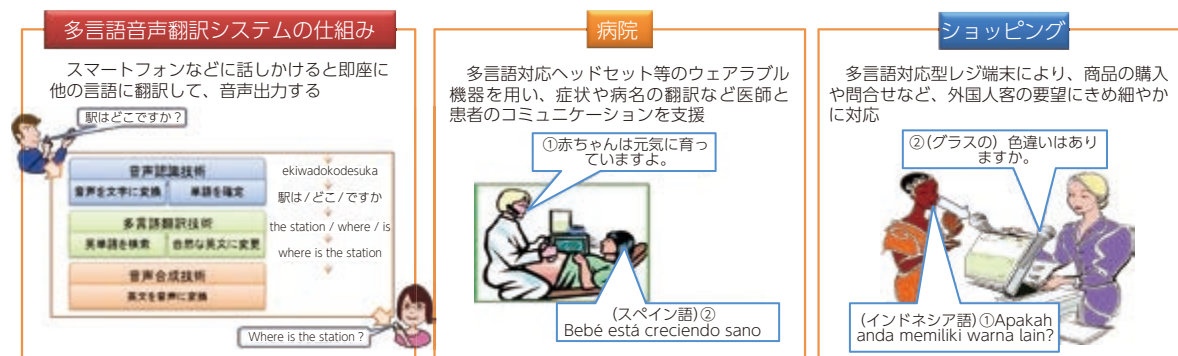 多言語音声翻訳システムの仕組み
スマートフォンなどに話しかけると即座に
他の言語に翻訳して、音声出力する
駅はどこですか？
音声認識技術
音声を文字に変換
単語を確定
ekiwadokodesuka
駅は/どこ/ですか
多言語翻訳技術
英単語を検索
自然な英文に変更
the station / where / is
where is the station
音声合成技術
英文を音声に変換
Where is the station ?
病院
多言語対応ヘッドセット等のウェアラブル
機器を用い、症状や病名の翻訳など医師と
患者のコミュニケーションを支援
①赤ちゃんは元気に育っ
ていますよ。
(スペイン語)②
Bebé está creciendo sano
ショッピング
多言語対応型レジ端末により、商品の購入
や問合せなど、外国人客の要望にきめ細やか
に対応
②(グラスの) 色違いはあり
ますか。
(インドネシア語)①Apakah
anda memiliki warna lain?